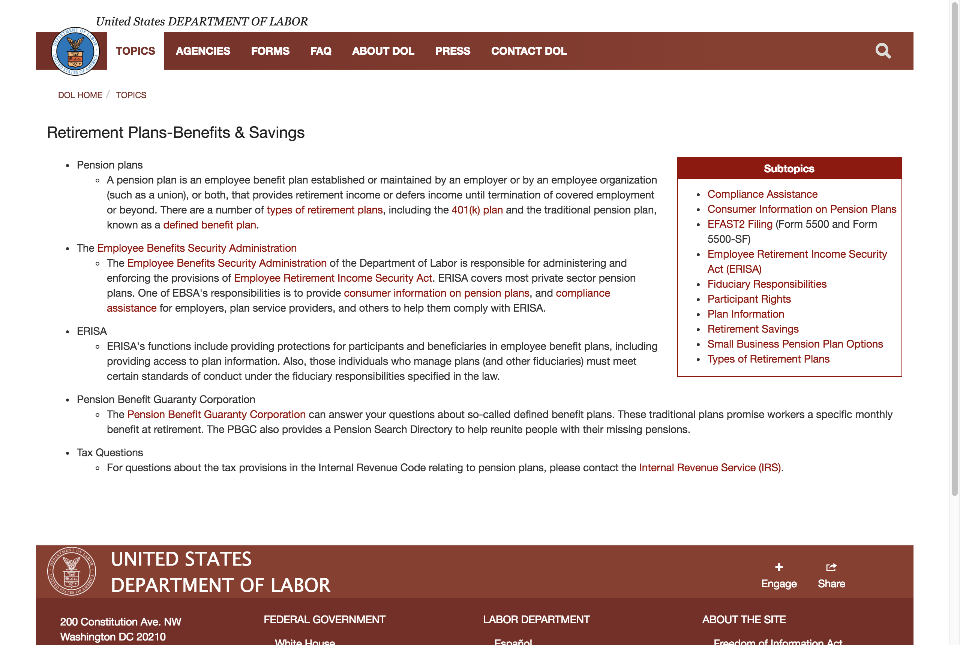 United States DEPARTMENT OF LABOR
TOPICS AGENCIES FORMS FAQ ABOUT DOL PRESS CONTACT DOL
DOL HOME / TOPICS
Retirement Plans-Benefits & Savings
Pension plans
A pension plan is an employee benefit plan established or maintained by an employer or by an employee organization
(such as a union), or both, that provides retirement income or defers income until termination of covered employment
or beyond. There are a number of types of retirement plans, including the 401(k) plan and the traditional pension plan,
known as a defined benefit plan.
The Employee Benefits Security Administration
The Employee Benefits Security Administration of the Department of Labor is responsible for administering and
enforcing the provisions of Employee Retirement Income Security Act. ERISA covers most private sector pension
plans. One of EBSA's responsibilities is to provide consumer information on pension plans, and compliance
assistance for employers, plan service providers, and others to help them comply with ERISA.
ERISA
ERISA's functions include providing protections for participants and beneficiaries in employee benefit plans, including
providing access to plan information. Also, those individuals who manage plans (and other fiduciaries) must meet
certain standards of conduct under the fiduciary responsibilities specified in the law.
Pension Benefit Guaranty Corporation
The Pension Benefit Guaranty Corporation can answer your questions about so-called defined benefit plans. These traditional plans promise workers a specific monthly
benefit at retirement. The PBGC also provides a Pension Search Directory to help reunite people with their missing pensions.
Tax Questions
For questions about the tax provisions in the Internal Revenue Code relating to pension plans, please contact the Internal Revenue Service (IRS).
Subtopics
Compliance Assistance
Consumer Information on Pension Plans
EFAST2 Filing (Form 5500 and Form
5500-SF)
Employee Retirement Income Security
Act (ERISA)
Fiduciary Responsibilities
Participant Rights
Plan Information
Retirement Savings
Small Business Pension Plan Options
Types of Retirement Plans
UNITED STATES
DEPARTMENT OF LABOR
Engage Share
200 Constitution Ave. NW
Washington DC 20210
FEDERAL GOVERNMENT
White House
LABOR DEPARTMENT
Español
ABOUT THE SITE
Freedom of Information Act